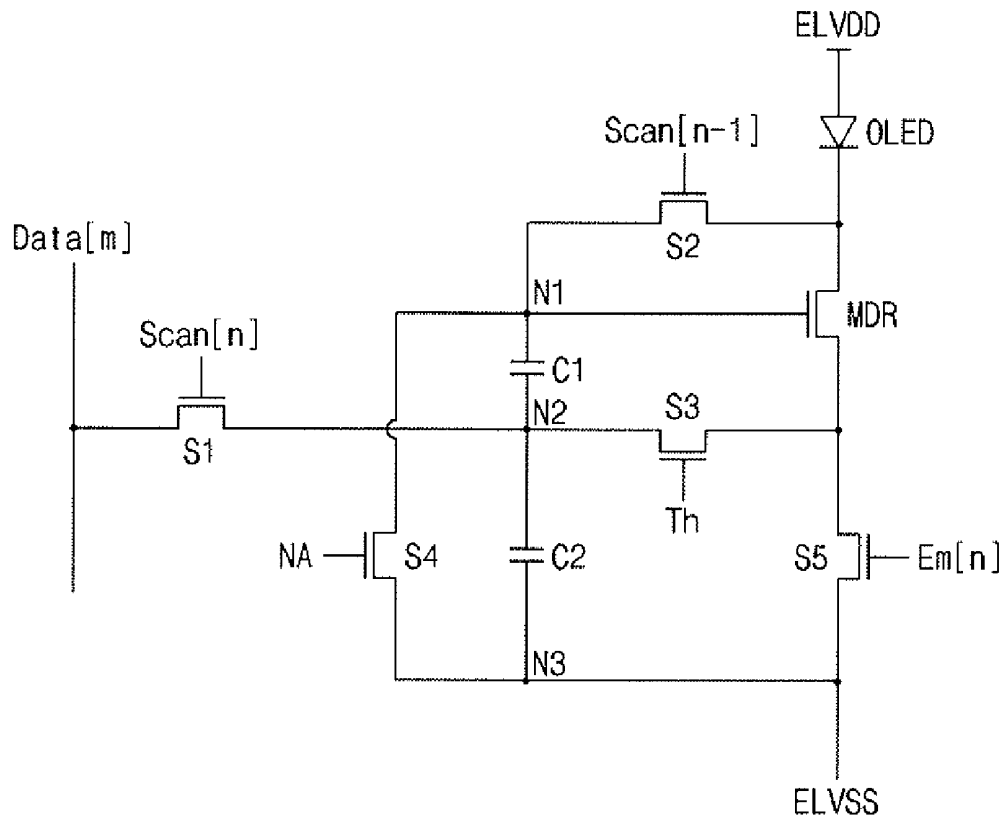 ELVDD
OLED
Scan[n-1]
S2
Data[m]
N1
MDR
Scan[n]
C1
S3
N2
S1
Th
NA
S4
C2
S5
Em[n]
N3
ELVSS